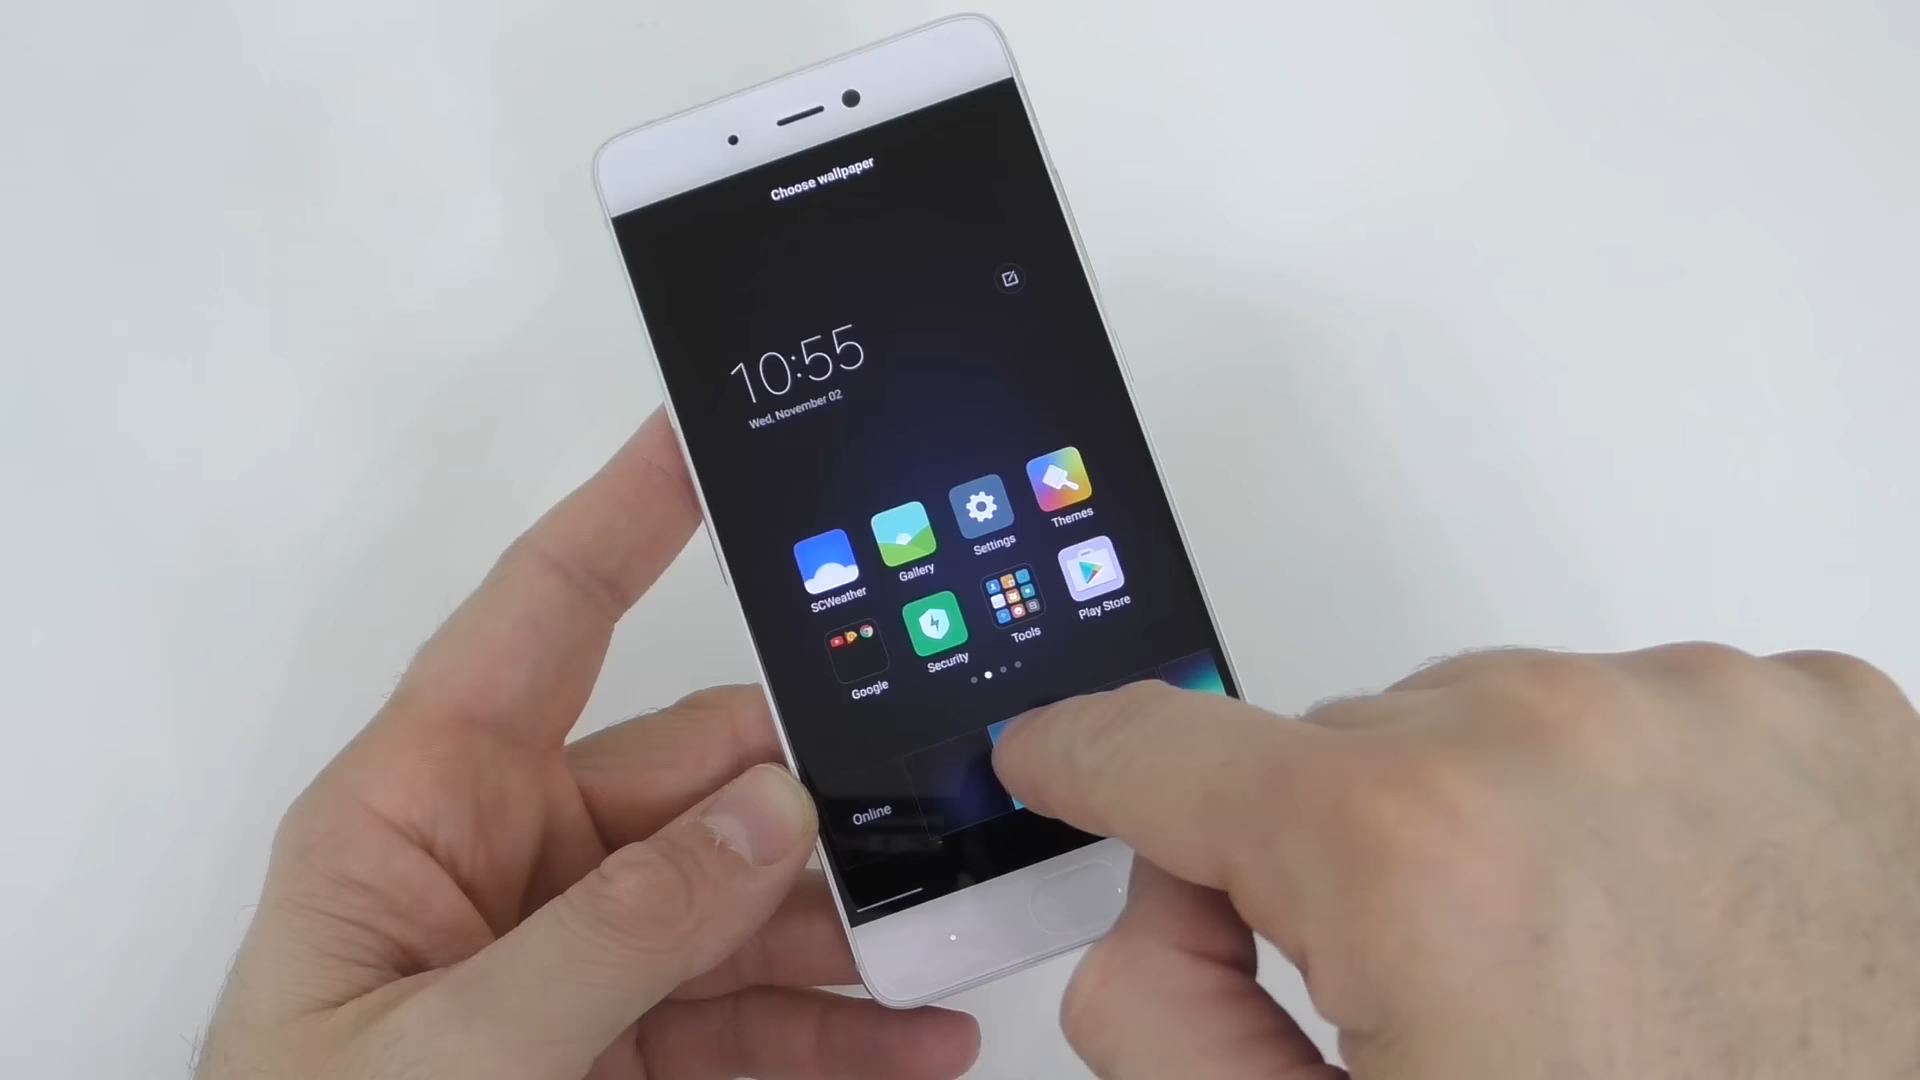 Choose wallpaper
10:55
Wed, November 02
SCWeather
Gallery
Settings
Themes
Google
Security
Tools
Play Store
Online